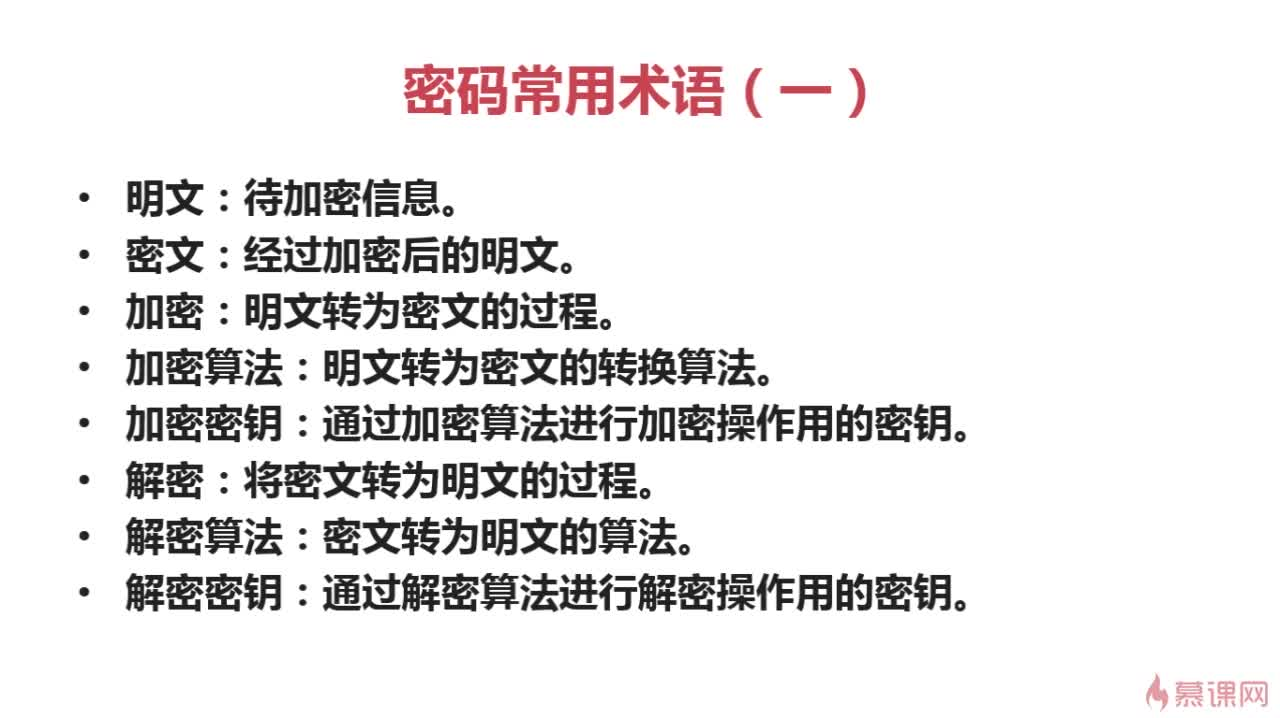 密码常用术语（一）
• 明文：待加密信息。
• 密文：经过加密后的明文。
• 加密：明文转为密文的过程。
• 加密算法：明文转为密文的转换算法。
• 加密密钥：通过加密算法进行加密操作用的密钥。
• 解密：将密文转为明文的过程。
• 解密算法：密文转为明文的算法。
• 解密密钥：通过解密算法进行解密操作用的密钥。
慕课网